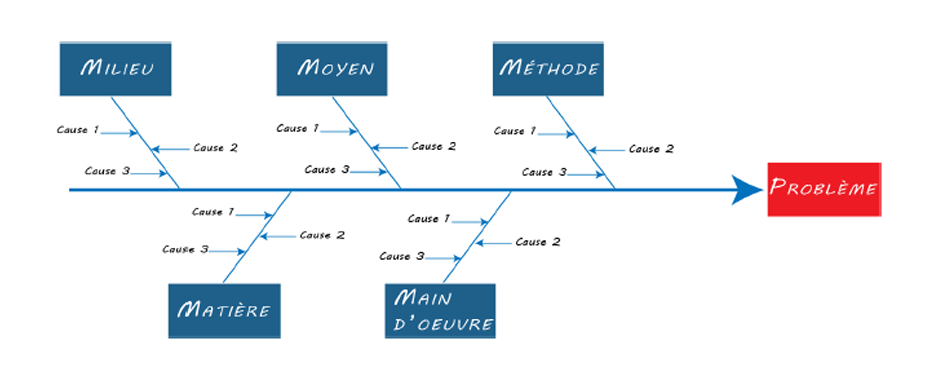 MILIEU
MOYEN
MÉTHODE
Cause 1
Cause 2
Cause 3
Cause 1
Cause 2
Cause 3
Cause 1
Cause 2
Cause 3
PROBLÈME
Cause 1
Cause 2
Cause 3
Cause 1
Cause 2
Cause 3
MATIÈRE
MAIN
D'OEUVRE